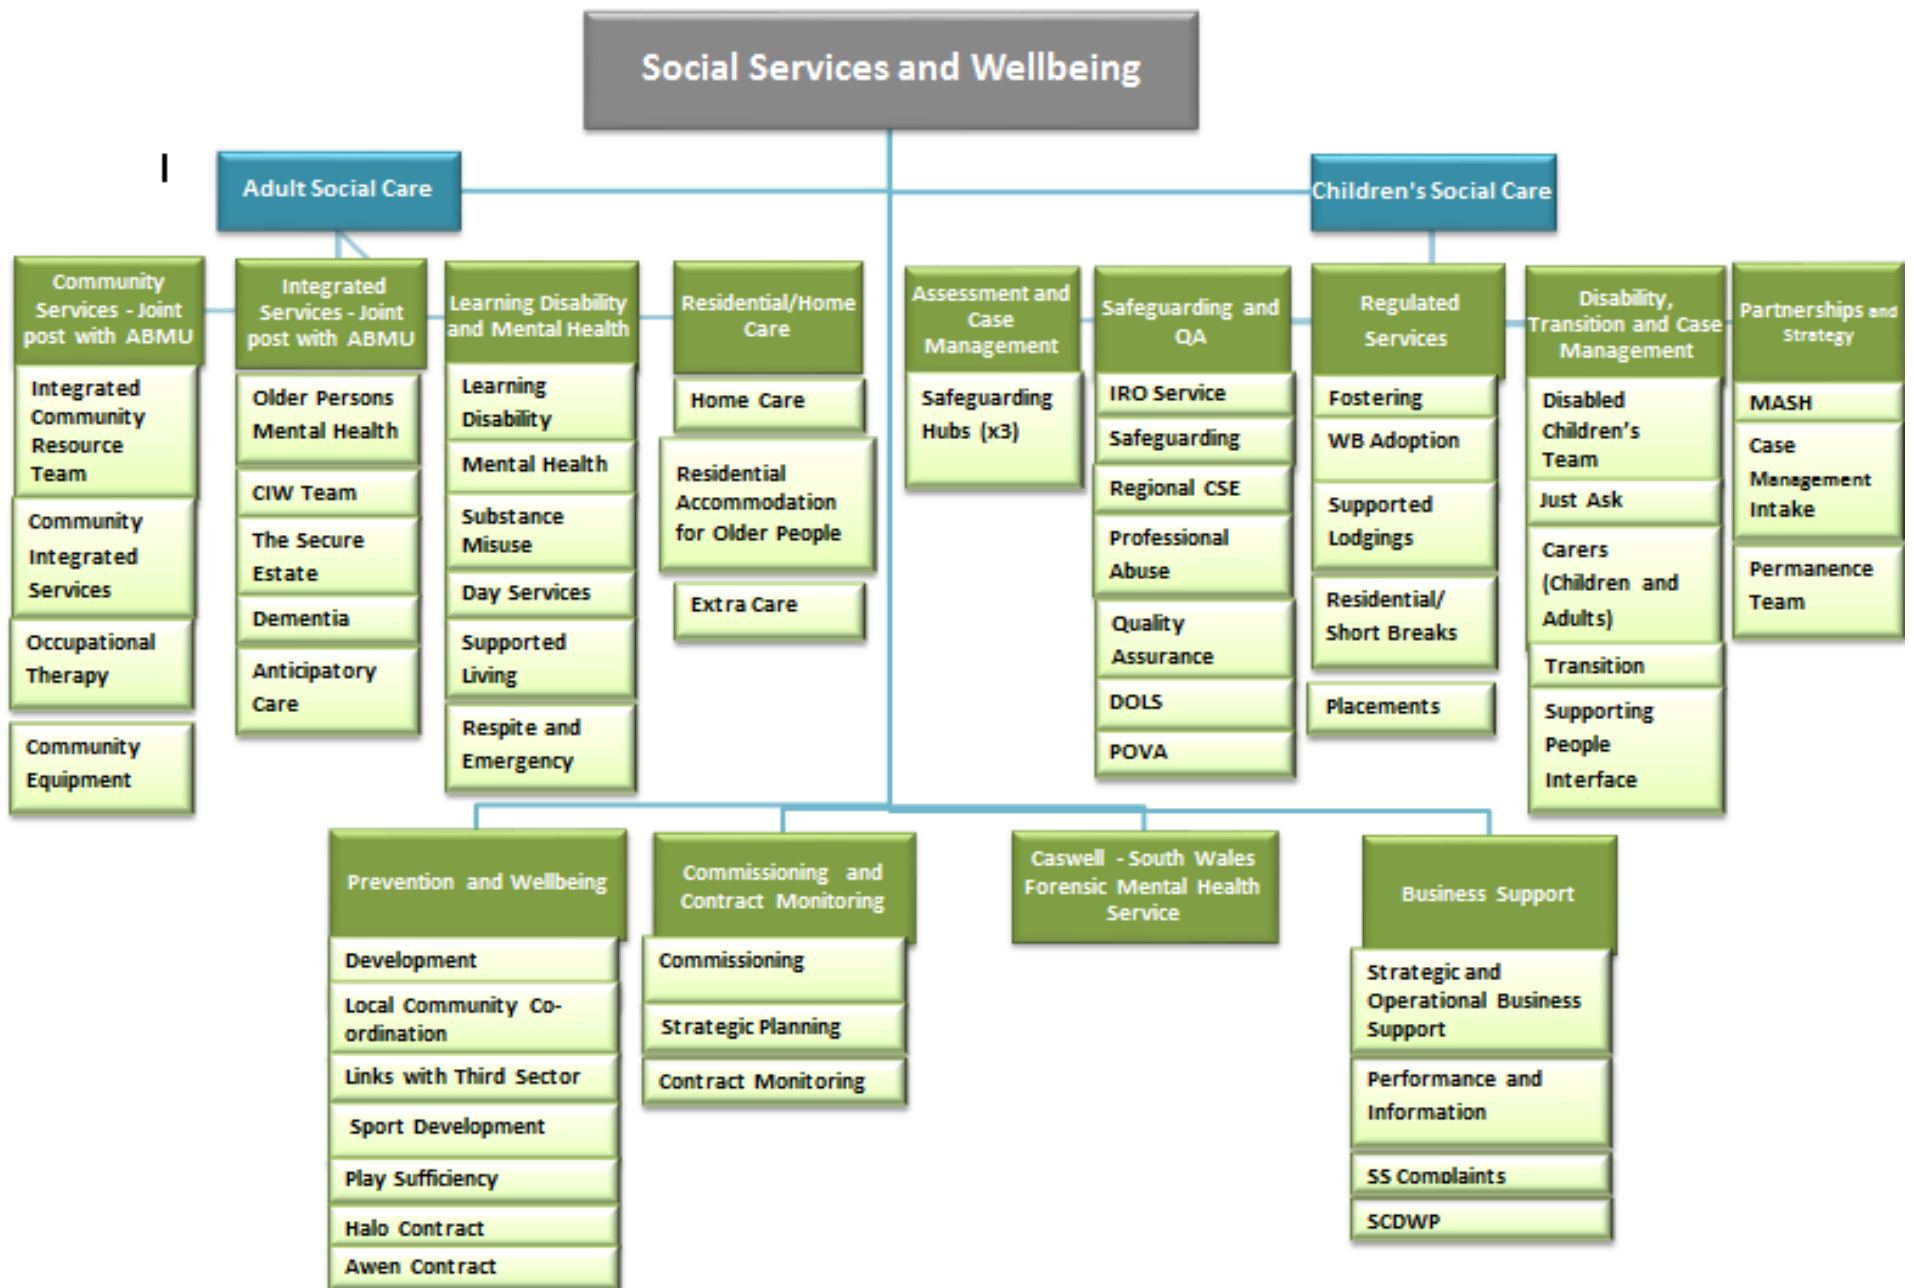 Social Services and Wellbeing
I
Adult Social Care
Children's Social Care
Community
Services - Joint
post with ABMU
Integrated
Community
Resource
Team
Community
Integrated
Services
Occupational
Therapy
Community
Equipment
Integrated
Services - Joint
post with ABMU
Older Persons
Mental Health
CIW Team
The Secure
Estate
Dementia
Anticipatory
Care
Learning Disability
and Mental Health
Learning
Disability
Mental Health
Substance
Misuse
Day Services
Supported
Living
Respite and
Emergency
Residential/Home
Care
Home Care
Residential
Accommodation
for Older People
Extra Care
Assessment and
Case
Management
Safeguarding
Hubs (x3)
Safeguarding and
QA
IRO Service
Safeguarding
Regional CSE
Professional
Abuse
Quality
Assurance
DOLS
POVA
Regulated
Services
Fostering
WB Adoption
Supported
Lodgings
Residential/
Short Breaks
Placements
Disability,
Transition and Case
Management
Disabled
Children's
Team
Just Ask
Carers
(Children and
Adults)
Transition
Supporting
People
Interface
Partnerships and
Strategy
MASH
Case
Management
Intake
Permanence
Team
Prevention and Wellbeing
Development
Local Community Co-
ordination
Links with Third Sector
Sport Development
Play Sufficiency
Halo Contract
Awen Contract
Commissioning and
Contract Monitoring
Commissioning
Strategic Planning
Contract Monitoring
Caswell - South Wales
Forensic Mental Health
Service
Business Support
Strategic and
Operational Business
Support
Performance and
Information
SS Complaints
SCDWP